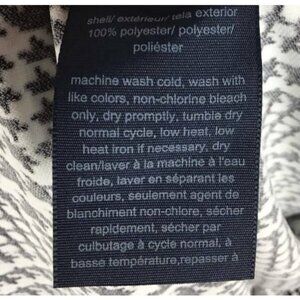 shell/ extérieur/ tela exterior
100% polyester/ polyester/
poliéster
machine wash cold, wash with
like colors, non-chlorine bleach
only, dry promptly, tumble dry
normal cycle, low heat, low
heat iron if necessary, dry
clean/laver à la machine à l'eau
froide, laver en séparant les
couleurs, seulement agent de
blanchiment non-chlore, sécher
rapidement, sécher par
culbutage à cycle normal, à
basse température,repasser à